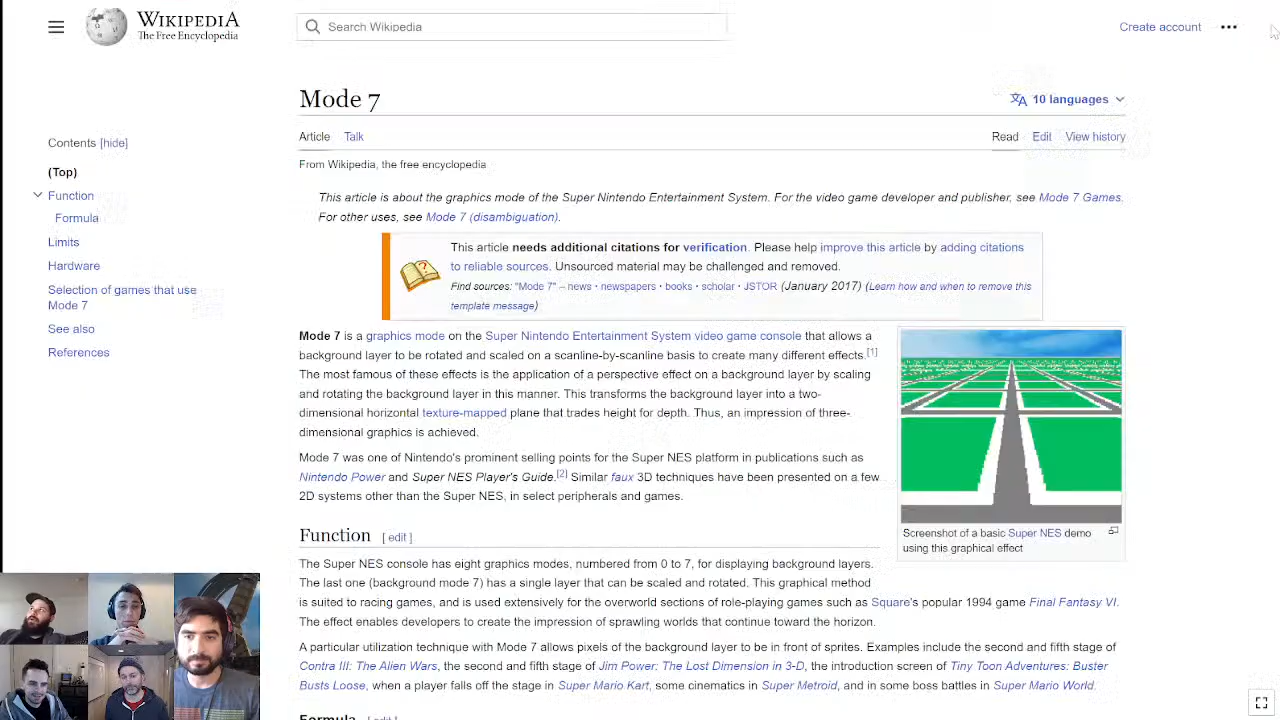 WIKIPEDIA
The Free Encyclopedia
Search Wikipedia
Create account
Mode 7
10 languages
Article Talk
Read Edit View history
From Wikipedia, the free encyclopedia
Contents [hide]
(Top)
Function
Formula
Limits
Hardware
Selection of games that use
Mode 7
See also
References
This article is about the graphics mode of the Super Nintendo Entertainment System. For the video game developer and publisher, see Mode 7 Games.
For other uses, see Mode 7 (disambiguation).
This article needs additional citations for verification. Please help improve this article by adding citations
to reliable sources. Unsourced material may be challenged and removed.
Find sources: "Mode 7" – news · newspapers · books · scholar · JSTOR (January 2017) (Learn how and when to remove this
template message)
Mode 7 is a graphics mode on the Super Nintendo Entertainment System video game console that allows a
background layer to be rotated and scaled on a scanline-by-scanline basis to create many different effects.[1]
The most famous of these effects is the application of a perspective effect on a background layer by scaling
and rotating the background layer in this manner. This transforms the background layer into a two-
dimensional horizontal texture-mapped plane that trades height for depth. Thus, an impression of three-
dimensional graphics is achieved.
Mode 7 was one of Nintendo's prominent selling points for the Super NES platform in publications such as
Nintendo Power and Super NES Player's Guide.[2] Similar faux 3D techniques have been presented on a few
2D systems other than the Super NES, in select peripherals and games.
Screenshot of a basic Super NES demo
using this graphical effect
Function [ edit ]
The Super NES console has eight graphics modes, numbered from 0 to 7, for displaying background layers.
The last one (background mode 7) has a single layer that can be scaled and rotated. This graphical method
is suited to racing games, and is used extensively for the overworld sections of role-playing games such as Square's popular 1994 game Final Fantasy VI.
The effect enables developers to create the impression of sprawling worlds that continue toward the horizon.
A particular utilization technique with Mode 7 allows pixels of the background layer to be in front of sprites. Examples include the second and fifth stage of
Contra III: The Alien Wars, the second and fifth stage of Jim Power: The Lost Dimension in 3-D, the introduction screen of Tiny Toon Adventures: Buster
Busts Loose, when a player falls off the stage in Super Mario Kart, some cinematics in Super Metroid, and in some boss battles in Super Mario World.
Formula [ edit ]